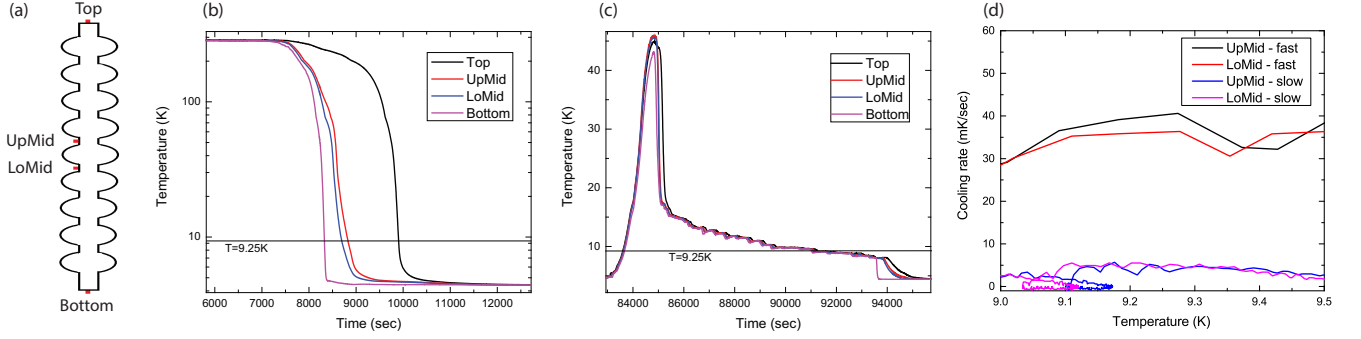 (a)
Top
UpMid
LoMid
Bottom
(b)
Temperature (K)
100
10
Top
UpMid
LoMid
Bottom
T=9.25K
6000 7000 8000 9000 10000 11000 12000
Time (sec)
(c)
Temperature (K)
40
30
20
10
Top
UpMid
LoMid
Bottom
T=9.25K
84000 86000 88000 90000 92000 94000
Time (sec)
(d)
Cooling rate (mK/sec)
60
50
40
30
20
10
0
UpMid - fast
LoMid - fast
UpMid - slow
LoMid - slow
9.0 9.1 9.2 9.3 9.4 9.5
Temperature (K)